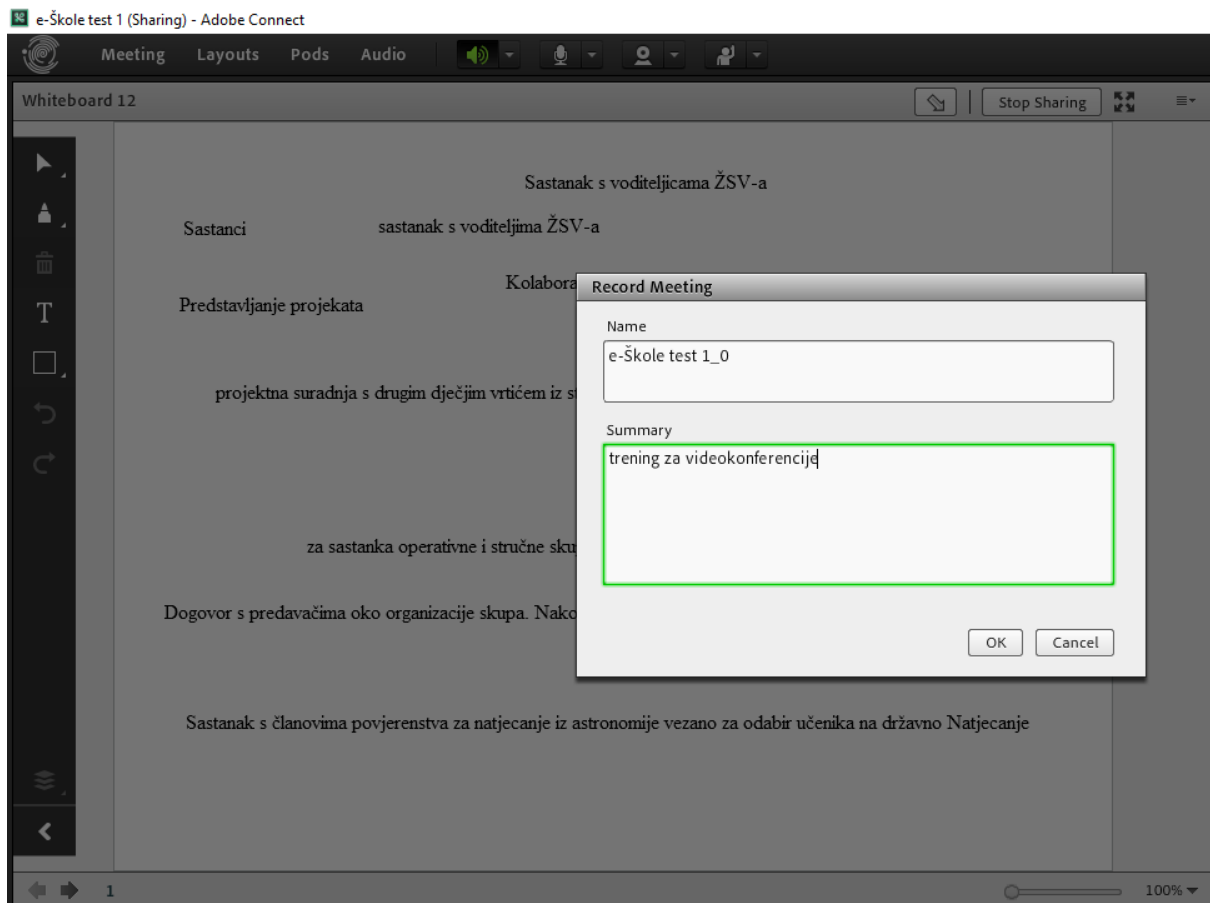 e-Škole test 1 (Sharing) - Adobe Connect
Meeting Layouts Pods Audio
Whiteboard 12
Stop Sharing
Sastanak s voditeljicama ŽSV-a
Sastanci sastanak s voditeljima ŽSV-a
Kolabora
Predstavljanje projekata
projektna suradnja s drugim dječjim vrtićem iz st
za sastanka operativne i stručne sku
Dogovor s predavačima oko organizacije skupa. Nako
Sastanak s članovima povjerenstva za natjecanje iz astronomije vezano za odabir učenika na državno Natjecanje
Record Meeting
Name
e-Škole test 1_0
Summary
trening za videokonferencije
OK Cancel
T
1
100%